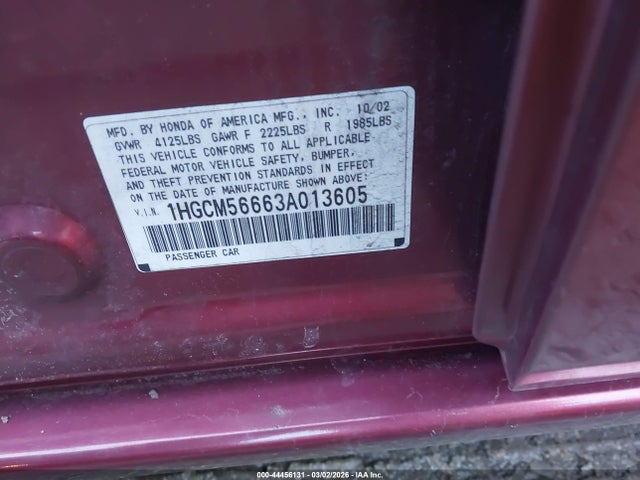 MFD. BY HONDA OF AMERICA MFG., INC. 10/02
GVWR 4125LBS GAWR F 2225LBS R 1985LBS
THIS VEHICLE CONFORMS TO ALL APPLICABLE
FEDERAL MOTOR VEHICLE SAFETY, BUMPER,
AND THEFT PREVENTION STANDARDS IN EFFECT
ON THE DATE OF MANUFACTURE SHOWN ABOVE:
V.I.N. 1HGCM56663A013605
PASSENGER CAR
000-44456131 - 03/02/2026 - IAA Inc.